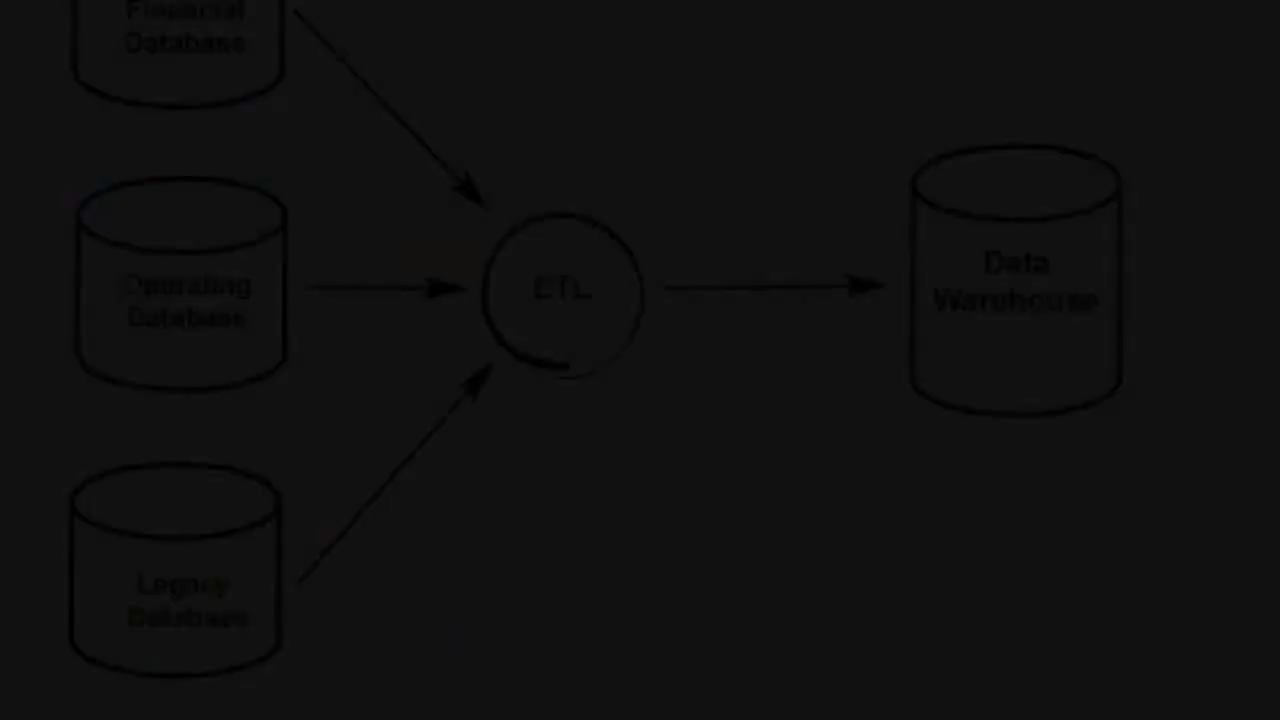 Financial
Database
Operating
Database
ETL
Data
Warehouse
Legacy
Database